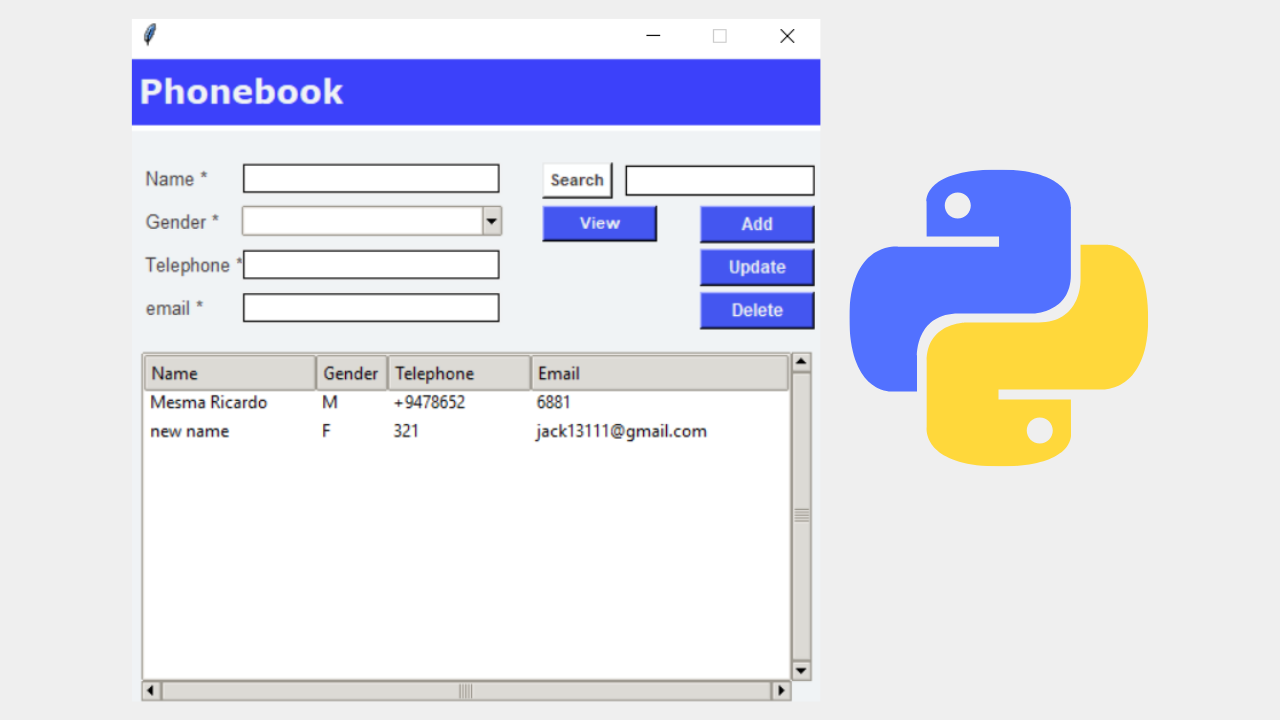 Phonebook
Name * Search
Gender * View Add
Telephone * Update
email * Delete
Name Gender Telephone Email
Mesma Ricardo M +9478652 6881
new name F 321 jack13111@gmail.com